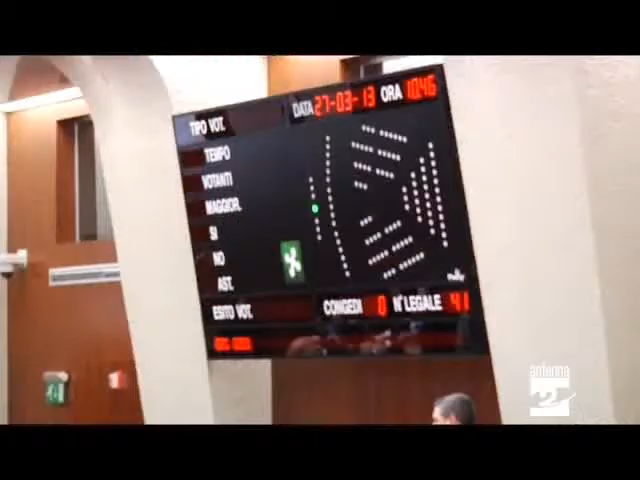 DATA 27-03-13 ORA 10.46
TIPO VOT.
TEMPO
VOTANTI
MAGGIOR.
SI
NO
AST.
ESITO VOT. CONGEDI 0 N° LEGALE 41
antenna
2